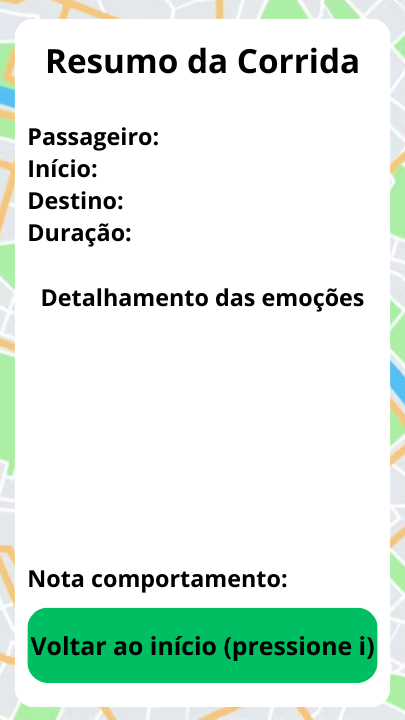 Resumo da Corrida
Passageiro:
Início:
Destino:
Duração:
Detalhamento das emoções
Nota comportamento:
Voltar ao início (pressione i)